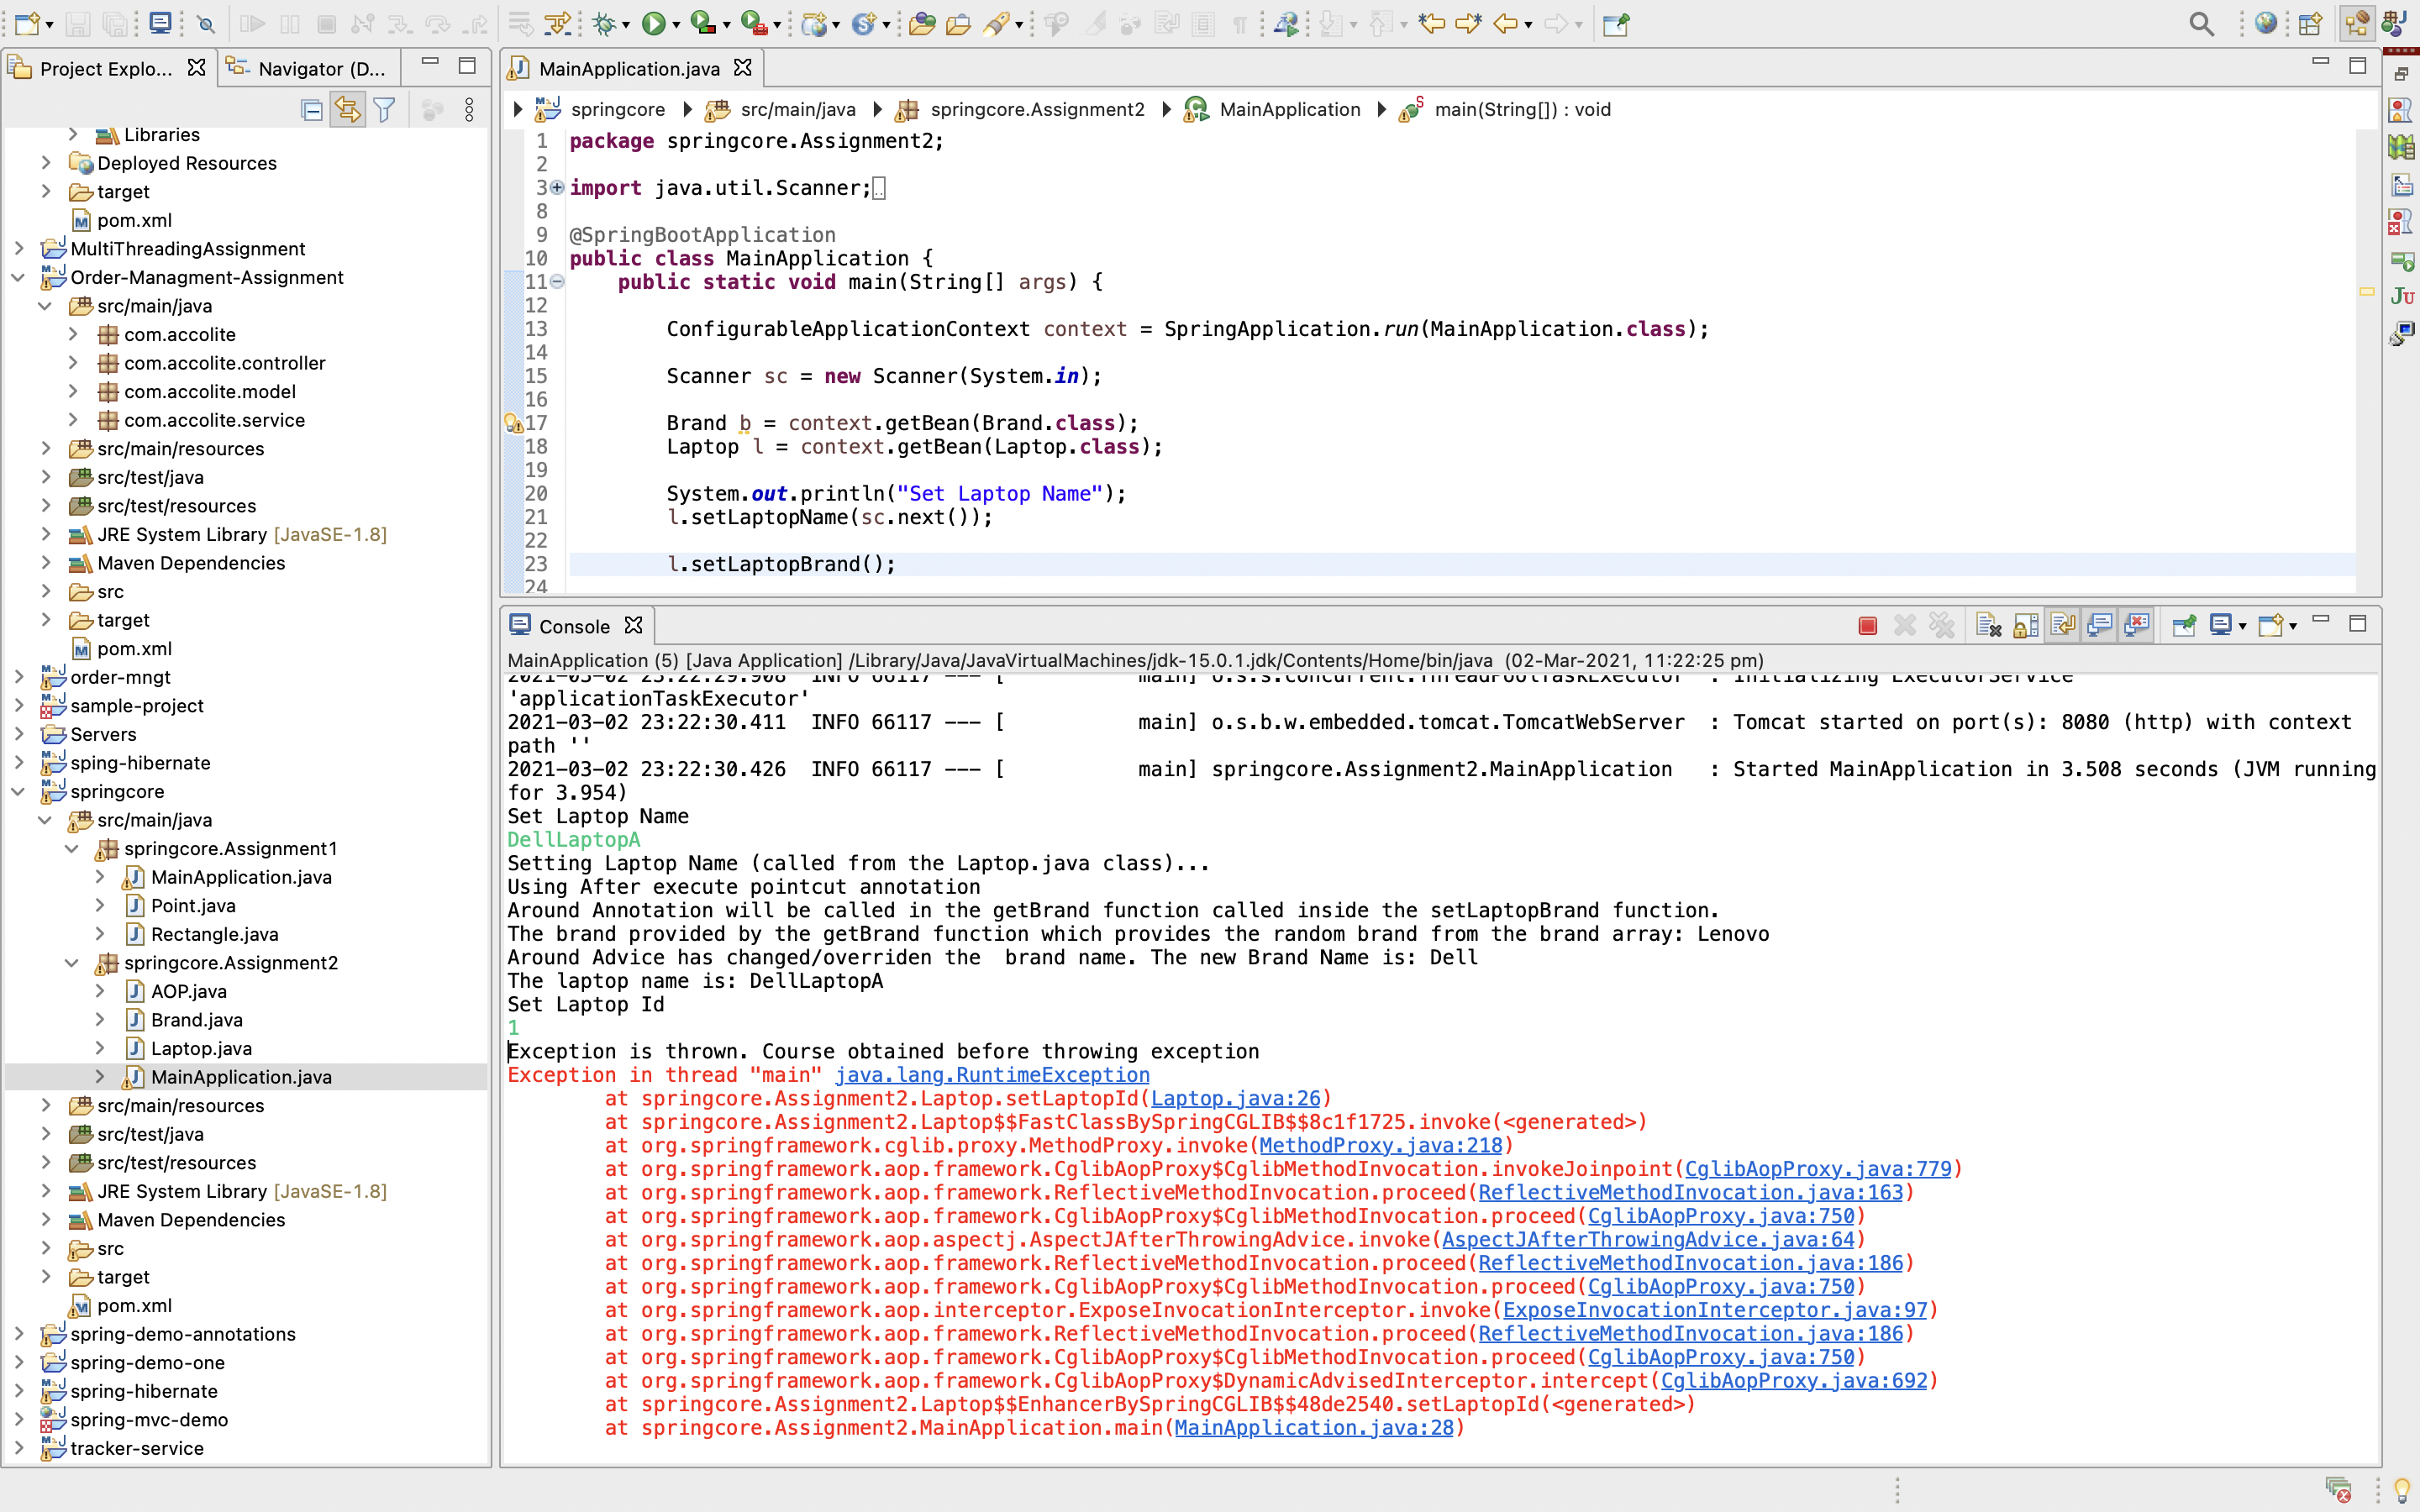 Project Explo...
Navigator (D...
Libraries
Deployed Resources
target
pom.xml
MultiThreadingAssignment
Order-Managment-Assignment
src/main/java
com.accolite
com.accolite.controller
com.accolite.model
com.accolite.service
src/main/resources
src/test/java
src/test/resources
JRE System Library [JavaSE-1.8]
Maven Dependencies
src
target
pom.xml
order-mngt
sample-project
Servers
sping-hibernate
springcore
src/main/java
springcore.Assignment1
MainApplication.java
Point.java
Rectangle.java
springcore.Assignment2
AOP.java
Brand.java
Laptop.java
MainApplication.java
src/main/resources
src/test/java
src/test/resources
JRE System Library [JavaSE-1.8]
Maven Dependencies
src
target
pom.xml
spring-demo-annotations
spring-demo-one
spring-hibernate
spring-mvc-demo
tracker-service
MainApplication.java
springcore src/main/java springcore.Assignment2 MainApplication main(String[]) : void
1 package springcore.Assignment2;
2
3 import java.util.Scanner;
8
9 @SpringBootApplication
10 public class MainApplication {
11 public static void main(String[] args) {
12
13 ConfigurableApplicationContext context = SpringApplication.run(MainApplication.class);
14
15 Scanner sc = new Scanner(System.in);
16
17 Brand b = context.getBean(Brand.class);
18 Laptop l = context.getBean(Laptop.class);
19
20 System.out.println("Set Laptop Name");
21 l.setLaptopName(sc.next());
22
23 l.setLaptopBrand();
24
Console
MainApplication (5) [Java Application] /Library/Java/JavaVirtualMachines/jdk-15.0.1.jdk/Contents/Home/bin/java (02-Mar-2021, 11:22:25 pm)
2021-03-02 23:22:29.908 INFO 66117 --- [ main] o.s.s.concurrent.ThreadPoolTaskExecutor : Initializing ExecutorService
'applicationTaskExecutor'
2021-03-02 23:22:30.411 INFO 66117 --- [ main] o.s.b.w.embedded.tomcat.TomcatWebServer : Tomcat started on port(s): 8080 (http) with context
path ''
2021-03-02 23:22:30.426 INFO 66117 --- [ main] springcore.Assignment2.MainApplication : Started MainApplication in 3.508 seconds (JVM running
for 3.954)
Set Laptop Name
DellLaptopA
Setting Laptop Name (called from the Laptop.java class)...
Using After execute pointcut annotation
Around Annotation will be called in the getBrand function called inside the setLaptopBrand function.
The brand provided by the getBrand function which provides the random brand from the brand array: Lenovo
Around Advice has changed/overriden the  brand name. The new Brand Name is: Dell
The laptop name is: DellLaptopA
Set Laptop Id
1
Exception is thrown. Course obtained before throwing exception
Exception in thread "main" java.lang.RuntimeException
at springcore.Assignment2.Laptop.setLaptopId(Laptop.java:26)
at springcore.Assignment2.Laptop$$FastClassBySpringCGLIB$$8c1f1725.invoke(<generated>)
at org.springframework.cglib.proxy.MethodProxy.invoke(MethodProxy.java:218)
at org.springframework.aop.framework.CglibAopProxy$CglibMethodInvocation.invokeJoinpoint(CglibAopProxy.java:779)
at org.springframework.aop.framework.ReflectiveMethodInvocation.proceed(ReflectiveMethodInvocation.java:163)
at org.springframework.aop.framework.CglibAopProxy$CglibMethodInvocation.proceed(CglibAopProxy.java:750)
at org.springframework.aop.aspectj.AspectJAfterThrowingAdvice.invoke(AspectJAfterThrowingAdvice.java:64)
at org.springframework.aop.framework.ReflectiveMethodInvocation.proceed(ReflectiveMethodInvocation.java:186)
at org.springframework.aop.framework.CglibAopProxy$CglibMethodInvocation.proceed(CglibAopProxy.java:750)
at org.springframework.aop.interceptor.ExposeInvocationInterceptor.invoke(ExposeInvocationInterceptor.java:97)
at org.springframework.aop.framework.ReflectiveMethodInvocation.proceed(ReflectiveMethodInvocation.java:186)
at org.springframework.aop.framework.CglibAopProxy$CglibMethodInvocation.proceed(CglibAopProxy.java:750)
at org.springframework.aop.framework.CglibAopProxy$DynamicAdvisedInterceptor.intercept(CglibAopProxy.java:692)
at springcore.Assignment2.Laptop$$EnhancerBySpringCGLIB$$48de2540.setLaptopId(<generated>)
at springcore.Assignment2.MainApplication.main(MainApplication.java:28)